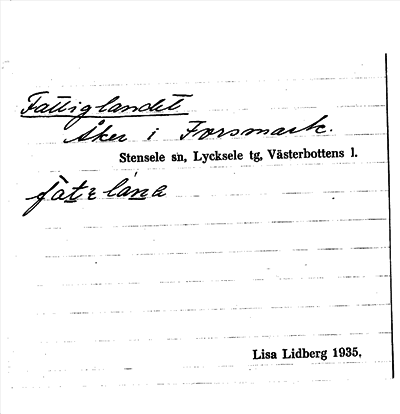 Fattiglandet
Åker i Forsmark.
Stensele sn, Lycksele tg, Västerbottens l.
Lisa Lidberg 1935.